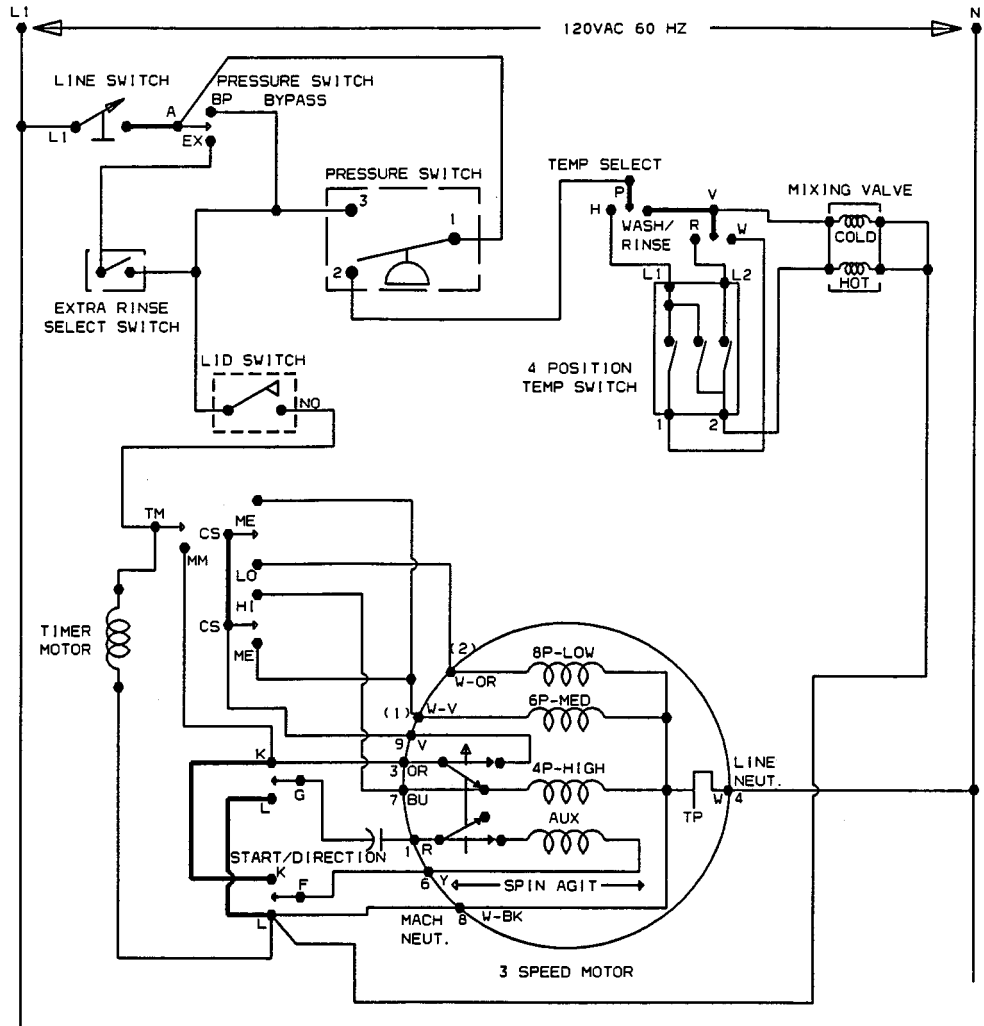 L1
N
120VAC 60 HZ
LINE SWITCH
PRESSURE SWITCH
BYPASS
A
BP
L1
EX
TEMP SELECT
PRESSURE SWITCH
P
V
MIXING VALVE
3
H
WASH/
RINSE
R
W
COLD
1
2
L1
L2
HOT
EXTRA RINSE
SELECT SWITCH
LID SWITCH
4 POSITION
TEMP SWITCH
NO
1
2
TM
CS
ME
MM
LO
HI
TIMER
MOTOR
CS
ME
(2)
8P-LOW
W-OR
6P-MED
(1)
W-V
9
V
K
3
OR
4P-HIGH
LINE
NEUT.
G
7
BU
W
4
L
TP
AUX
1
R
START/DIRECTION
K
6
Y
SPIN AGIT
F
L
MACH
NEUT.
8
W-BK
3 SPEED MOTOR